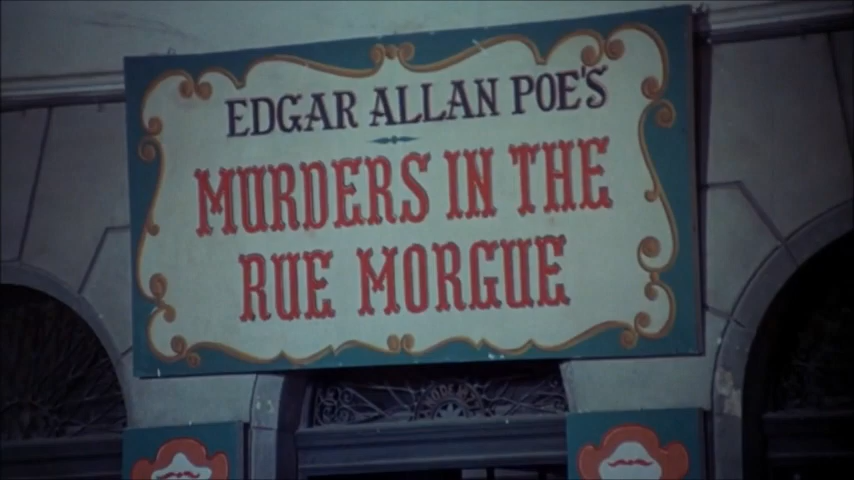 EDGAR ALLAN POE'S
MURDERS IN THE
RUE MORGUE